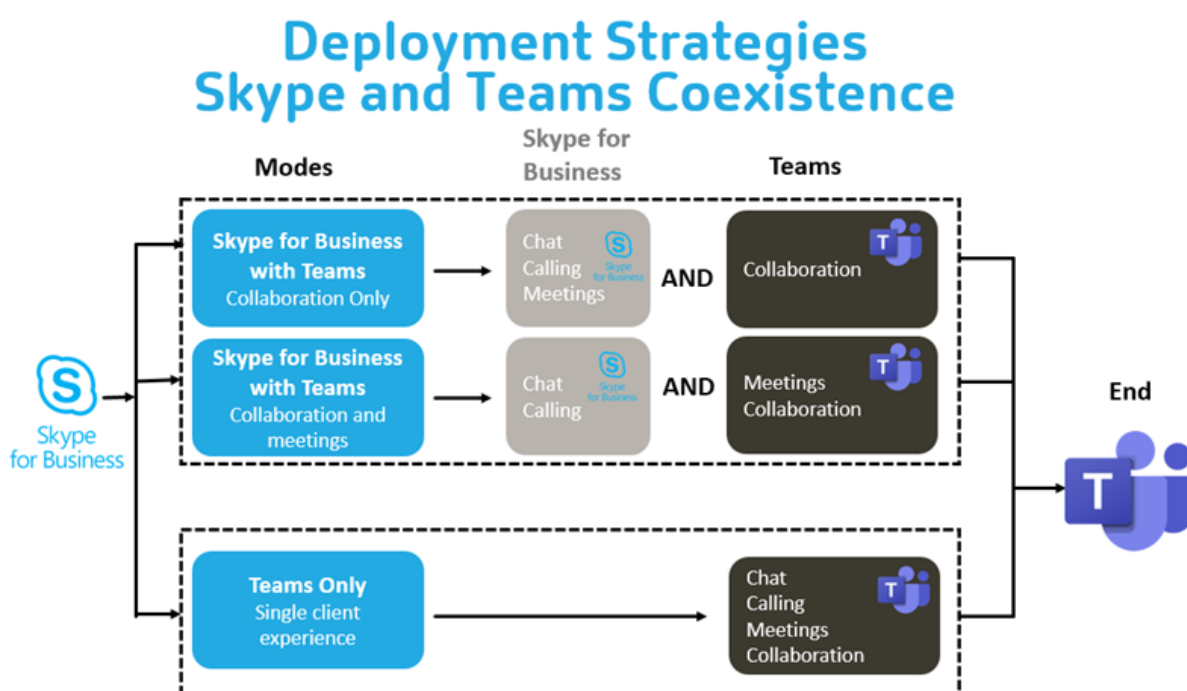 Deployment Strategies
Skype and Teams Coexistence
Modes
Skype for
Business
Teams
Skype for Business
with Teams
Collaboration Only
Chat
Calling
Meetings
S
Skype
for Business
AND
Collaboration
T
Skype for Business
with Teams
Collaboration and
meetings
Chat
Calling
S
Skype
for Business
AND
Meetings
Collaboration
T
S
Skype
for Business
End
T
Teams Only
Single client
experience
Chat
Calling
Meetings
Collaboration
T